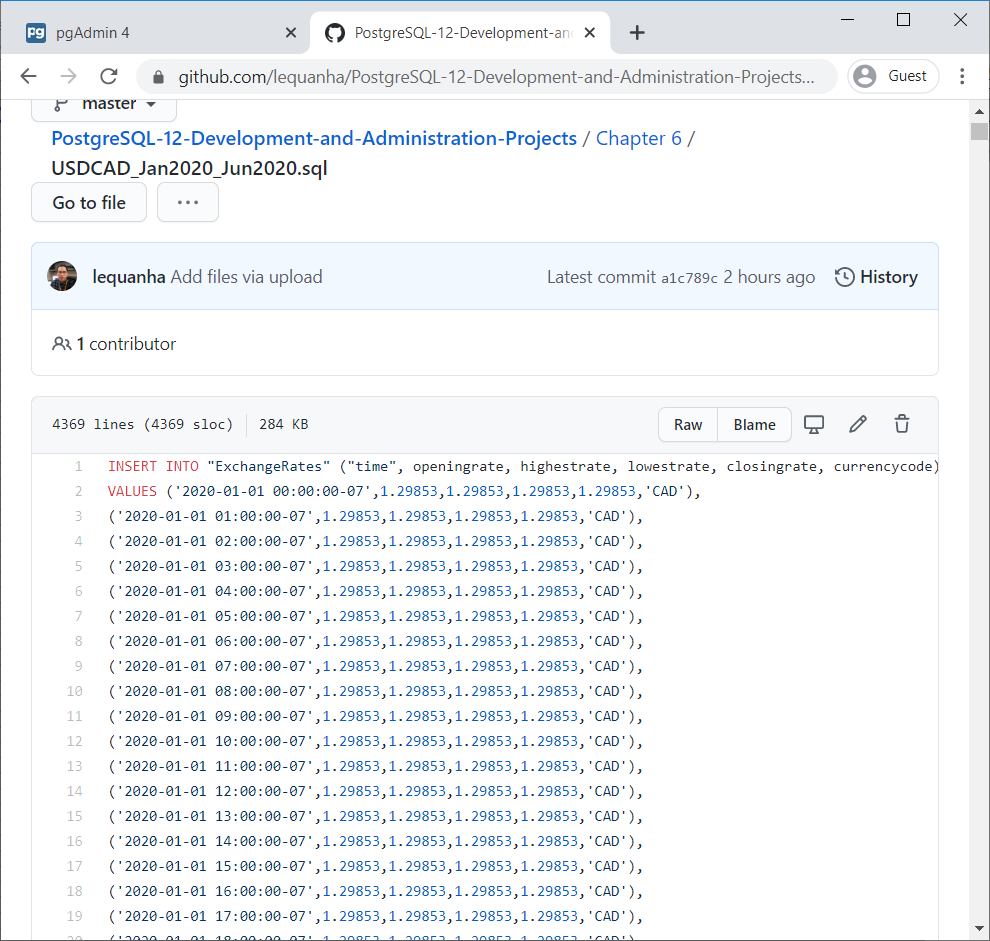 pgAdmin 4
PostgreSQL-12-Development-an
github.com/lequanha/PostgreSQL-12-Development-and-Administration-Projects...
Guest
master
PostgreSQL-12-Development-and-Administration-Projects / Chapter 6 /
USDCAD_Jan2020_Jun2020.sql
Go to file
...
lequanha Add files via upload
Latest commit a1c789c 2 hours ago
History
1 contributor
4369 lines (4369 sloc)
284 KB
Raw
Blame
1 INSERT INTO "ExchangeRates" ("time", openingrate, highestrate, lowestrate, closingrate, currencycode)
2 VALUES ('2020-01-01 00:00:00-07',1.29853,1.29853,1.29853,1.29853,'CAD'),
3 ('2020-01-01 01:00:00-07',1.29853,1.29853,1.29853,1.29853,'CAD'),
4 ('2020-01-01 02:00:00-07',1.29853,1.29853,1.29853,1.29853,'CAD'),
5 ('2020-01-01 03:00:00-07',1.29853,1.29853,1.29853,1.29853,'CAD'),
6 ('2020-01-01 04:00:00-07',1.29853,1.29853,1.29853,1.29853,'CAD'),
7 ('2020-01-01 05:00:00-07',1.29853,1.29853,1.29853,1.29853,'CAD'),
8 ('2020-01-01 06:00:00-07',1.29853,1.29853,1.29853,1.29853,'CAD'),
9 ('2020-01-01 07:00:00-07',1.29853,1.29853,1.29853,1.29853,'CAD'),
10 ('2020-01-01 08:00:00-07',1.29853,1.29853,1.29853,1.29853,'CAD'),
11 ('2020-01-01 09:00:00-07',1.29853,1.29853,1.29853,1.29853,'CAD'),
12 ('2020-01-01 10:00:00-07',1.29853,1.29853,1.29853,1.29853,'CAD'),
13 ('2020-01-01 11:00:00-07',1.29853,1.29853,1.29853,1.29853,'CAD'),
14 ('2020-01-01 12:00:00-07',1.29853,1.29853,1.29853,1.29853,'CAD'),
15 ('2020-01-01 13:00:00-07',1.29853,1.29853,1.29853,1.29853,'CAD'),
16 ('2020-01-01 14:00:00-07',1.29853,1.29853,1.29853,1.29853,'CAD'),
17 ('2020-01-01 15:00:00-07',1.29853,1.29853,1.29853,1.29853,'CAD'),
18 ('2020-01-01 16:00:00-07',1.29853,1.29853,1.29853,1.29853,'CAD'),
19 ('2020-01-01 17:00:00-07',1.29853,1.29853,1.29853,1.29853,'CAD'),
20 ('2020-01-01 18:00:00-07',1.29853,1.29853,1.29853,1.29853,'CAD'),